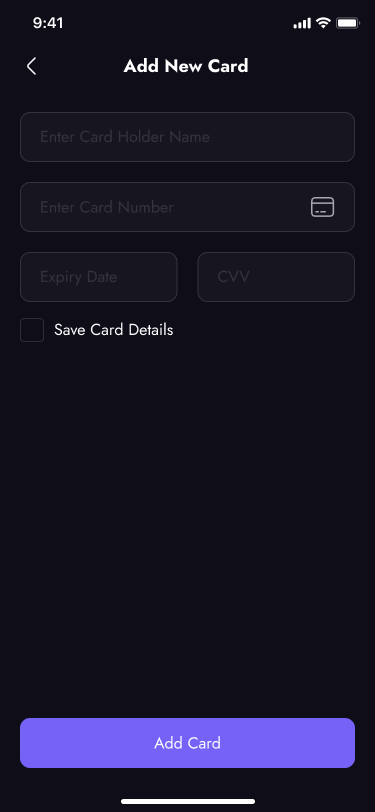 9:41
Add New Card
Enter Card Holder Name
Enter Card Number
Expiry Date
CVV
Save Card Details
Add Card